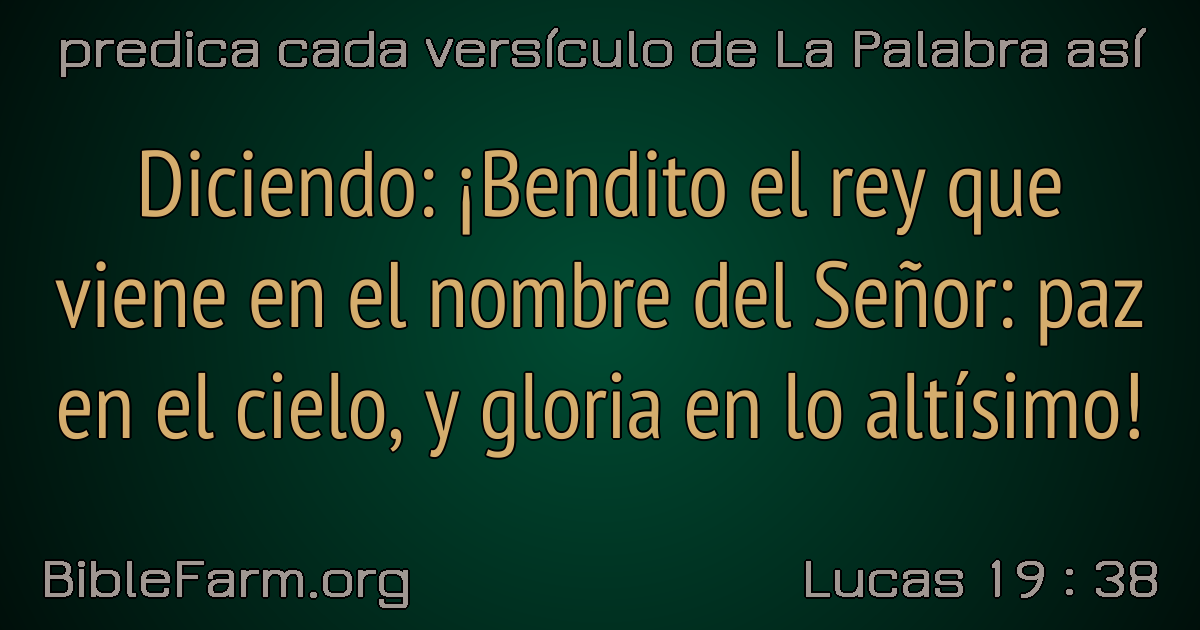 predica cada versículo de La Palabra así
Diciendo: ¡Bendito el rey que
viene en el nombre del Señor: paz
en el cielo, y gloria en lo altísimo!
BibleFarm.org
Lucas 19 : 38